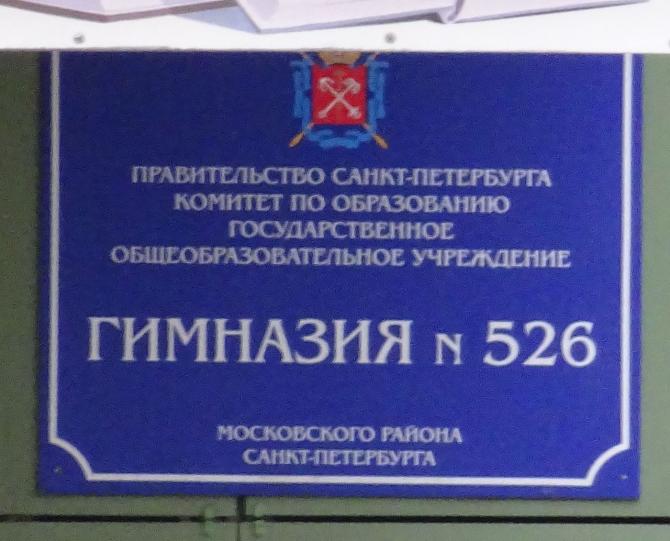 ПРАВИТЕЛЬСТВО САНКТ-ПЕТЕРБУРГА
КОМИТЕТ ПО ОБРАЗОВАНИЮ
ГОСУДАРСТВЕННОЕ
ОБЩЕОБРАЗОВАТЕЛЬНОЕ УЧРЕЖДЕНИЕ
ГИМНАЗИЯ N 526
МОСКОВСКОГО РАЙОНА
САНКТ-ПЕТЕРБУРГА